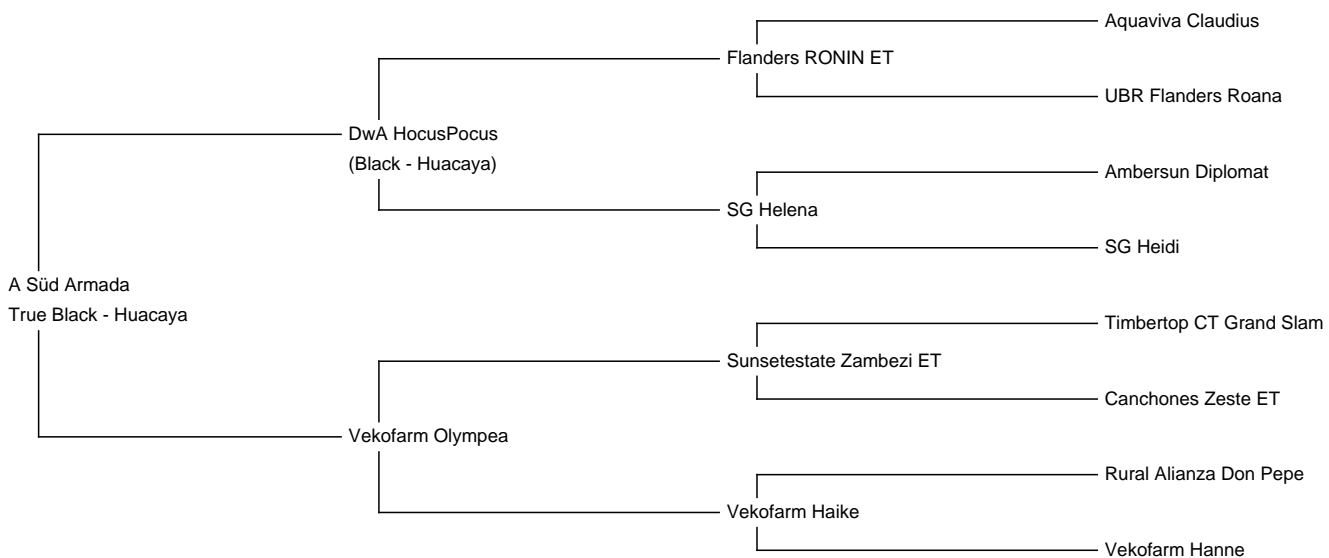 Aquaviva Claudius
Flanders RONIN ET
UBR Flanders Roana
DwA HocusPocus
(Black - Huacaya)
Ambersun Diplomat
SG Helena
SG Heidi
A Süd Armada
True Black - Huacaya
Timbertop CT Grand Slam
Sunsetestate Zambezi ET
Canchones Zeste ET
Vekofarm Olympea
Rural Alianza Don Pepe
Vekofarm Haike
Vekofarm Hanne